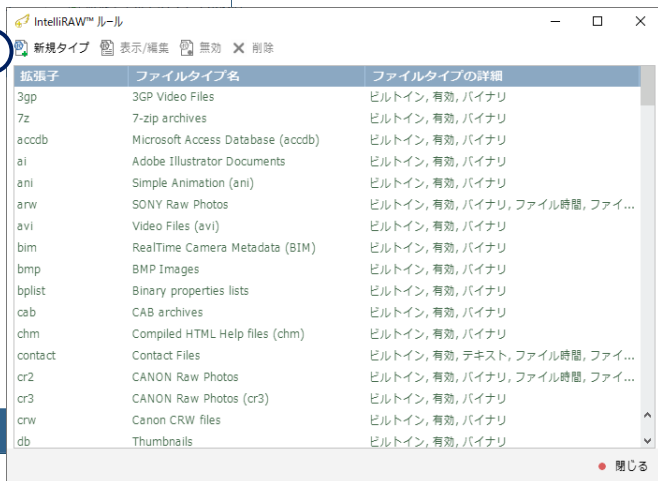 IntelliRAW™ ルール
新規タイプ 表示/編集 無効 削除
拡張子 ファイルタイプ名 ファイルタイプの詳細
3gp 3GP Video Files ビルトイン, 有効, バイナリ
7z 7-zip archives ビルトイン, 有効, バイナリ
accdb Microsoft Access Database (accdb) ビルトイン, 有効, バイナリ
ai Adobe Illustrator Documents ビルトイン, 有効, バイナリ
ani Simple Animation (ani) ビルトイン, 有効, バイナリ
arw SONY Raw Photos ビルトイン, 有効, バイナリ, ファイル時間, ファイ...
avi Video Files (avi) ビルトイン, 有効, バイナリ
bim RealTime Camera Metadata (BIM) ビルトイン, 有効, バイナリ
bmp BMP Images ビルトイン, 有効, バイナリ
bplist Binary properties lists ビルトイン, 有効, バイナリ
cab CAB archives ビルトイン, 有効, バイナリ
chm Compiled HTML Help files (chm) ビルトイン, 有効, バイナリ
contact Contact Files ビルトイン, 有効, テキスト, ファイル時間, ファイ...
cr2 CANON Raw Photos ビルトイン, 有効, バイナリ, ファイル時間, ファイ...
cr3 CANON Raw Photos (cr3) ビルトイン, 有効, バイナリ
crw Canon CRW files ビルトイン, 有効, バイナリ
db Thumbnails ビルトイン, 有効, バイナリ
閉じる